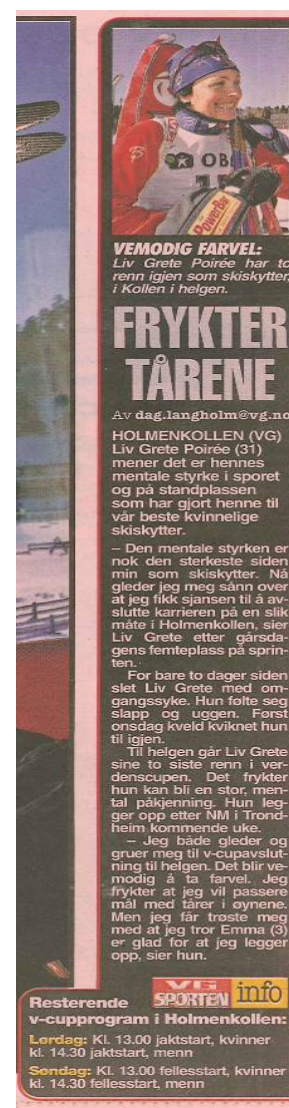 OBE
PowerBar
VEMODIG FARVEL:
Liv Grete Poirée har to
renn igjen som skiskytter,
i Kollen i helgen.
FRYKTER
TÅRENE
Av dag.langholm@vg.no
HOLMENKOLLEN (VG)
Liv Grete Poirée (31)
mener det er hennes
mentale styrke i sporet
og på standplassen
som har gjort henne til
vår beste kvinnelige
skiskytter.
– Den mentale styrken er
nok den sterkeste siden
min som skiskytter. Nå
gleder jeg meg sånn over
at jeg fikk sjansen til å av-
slutte karrieren på en slik
måte i Holmenkollen, sier
Liv Grete etter gårsda-
gens femteplass på sprin-
ten.
For bare to dager siden
slet Liv Grete med om-
gangssyke. Hun følte seg
slapp og uggen. Først
onsdag kveld kviknet hun
til igjen.
Til helgen går Liv Grete
sine to siste renn i ver-
denscupen. Det frykter
hun kan bli en stor, men-
tal påkjenning. Hun leg-
ger opp etter NM i Trond-
heim kommende uke.
– Jeg både gleder og
gruer meg til v-cupavslut-
ning til helgen. Det blir ve-
modig å ta farvel. Jeg
frykter at jeg vil passere
mål med tårer i øynene.
Men jeg får trøste meg
med at jeg tror Emma (3)
er glad for at jeg legger
opp, sier hun.
VG
SPORTEN info
Resterende
v-cupprogram i Holmenkollen:
Lørdag: Kl. 13.00 jaktstart, kvinner
kl. 14.30 jaktstart, menn
Søndag: Kl. 13.00 fellesstart, kvinner
kl. 14.30 fellesstart, menn